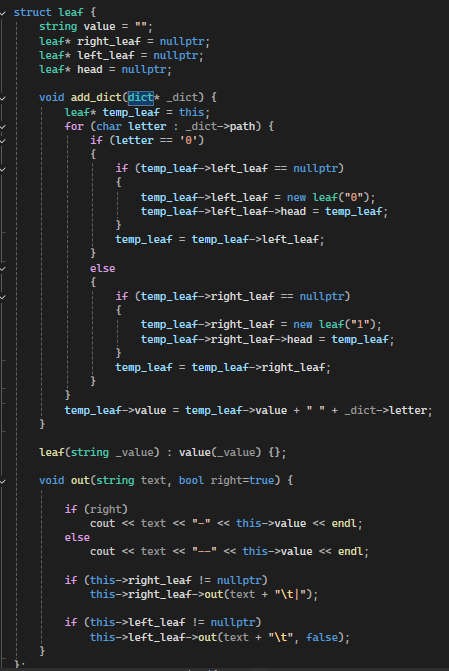 struct leaf {
    string value = "";
    leaf* right_leaf = nullptr;
    leaf* left_leaf = nullptr;
    leaf* head = nullptr;

    void add_dict(dict* _dict) {
        leaf* temp_leaf = this;
        for (char letter : _dict->path) {
            if (letter == '0')
            {
                if (temp_leaf->left_leaf == nullptr)
                {
                    temp_leaf->left_leaf = new leaf("0");
                    temp_leaf->left_leaf->head = temp_leaf;
                }
                temp_leaf = temp_leaf->left_leaf;
            }
            else
            {
                if (temp_leaf->right_leaf == nullptr)
                {
                    temp_leaf->right_leaf = new leaf("1");
                    temp_leaf->right_leaf->head = temp_leaf;
                }
                temp_leaf = temp_leaf->right_leaf;
            }
        }
        temp_leaf->value = temp_leaf->value + " " + _dict->letter;
    }

    leaf(string _value) : value(_value) {};

    void out(string text, bool right=true) {

        if (right)
            cout << text << "-" << this->value << endl;
        else
            cout << text << "--" << this->value << endl;

        if (this->right_leaf != nullptr)
            this->right_leaf->out(text + "\t|");

        if (this->left_leaf != nullptr)
            this->left_leaf->out(text + "\t", false);
    }
};